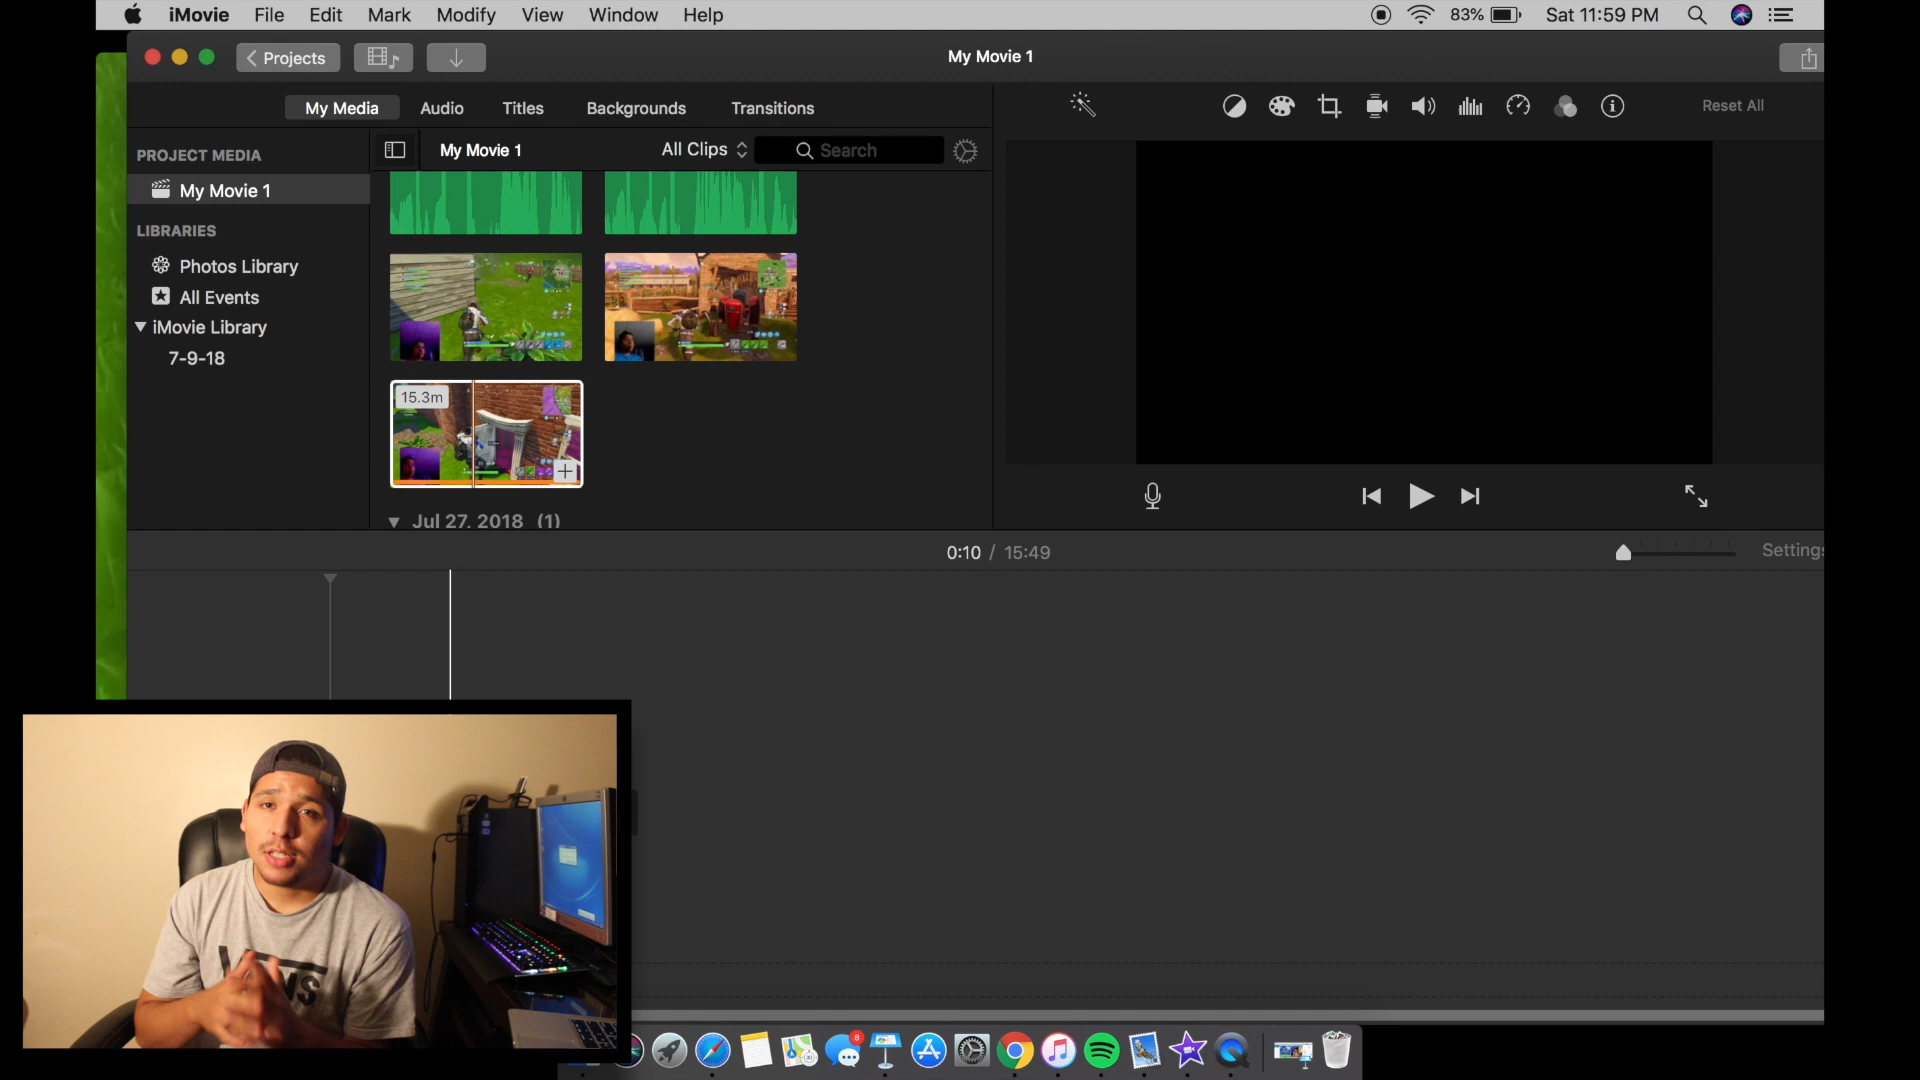 iMovie File Edit Mark Modify View Window Help 83% Sat 11:59 PM
Projects My Movie 1
My Media Audio Titles Backgrounds Transitions Reset All
PROJECT MEDIA My Movie 1 All Clips Search
My Movie 1
LIBRARIES
Photos Library
All Events
iMovie Library
7-9-18
15.3m
Jul 27, 2018 (1)
0:10 / 15:49 Settings
8